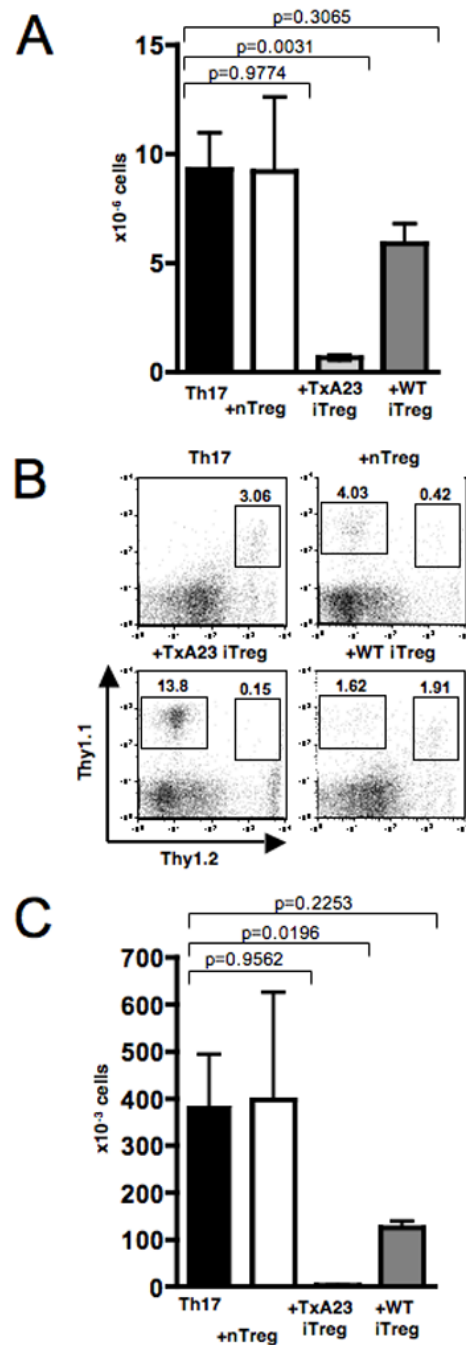 A
p=0.3065
p=0.0031
p=0.9774
15
10
5
0
x10⁻⁶ cells
Th17
+nTreg
+TxA23 iTreg
+WT iTreg
B
Th17
+nTreg
3.06
4.03
0.42
+TxA23 iTreg
+WT iTreg
13.8
0.15
1.62
1.91
Thy1.1
Thy1.2
C
p=0.2253
p=0.0196
p=0.9562
700
600
500
400
300
200
100
0
x10⁻³ cells
Th17
+nTreg
+TxA23 iTreg
+WT iTreg